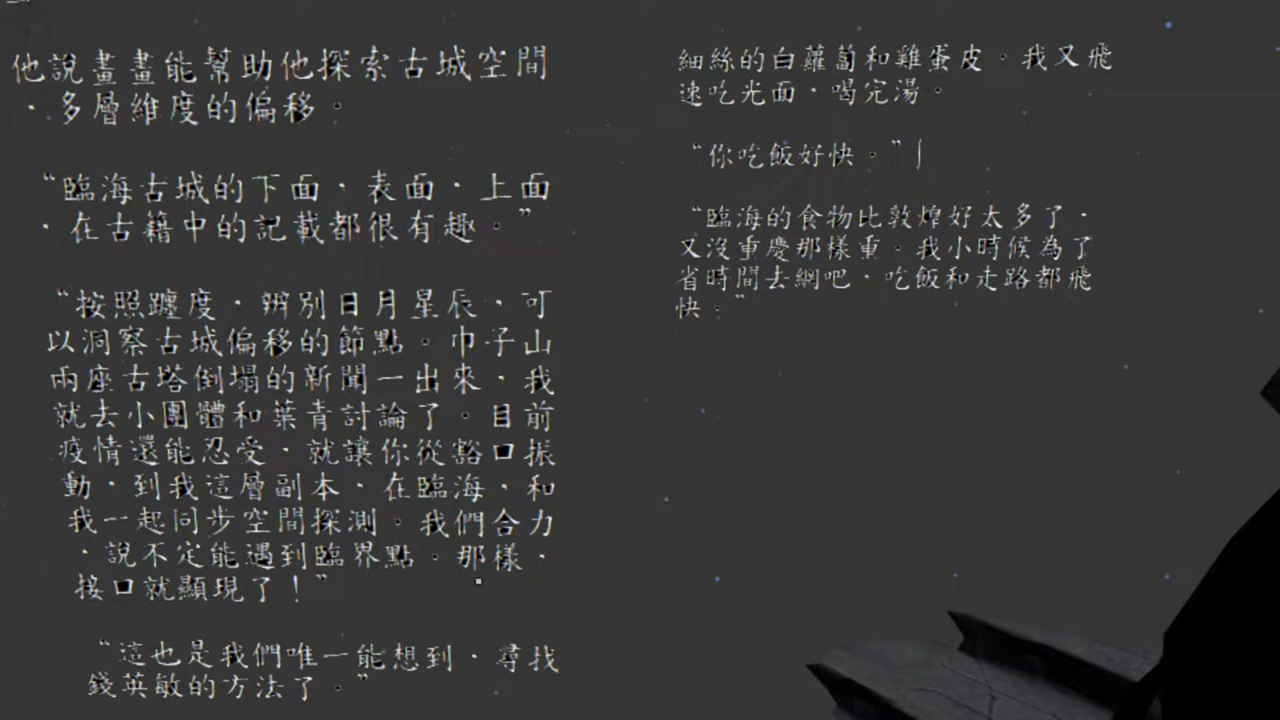 他說畫畫能幫助他探索古城空間
，多層維度的偏移。
“臨海古城的下面，表面，上面
，在古籍中的記載都很有趣。”
“按照躔度，辨別日月星辰，可
以洞察古城偏移的節點。巾子山
兩座古塔倒塌的新聞一出來，我
就去小團體和葉青討論了。目前
疫情還能忍受，就讓你從豁口振
動，到我這層副本，在臨海，和
我一起同步空間探測。我們合力
，說不定能遇到臨界點。那樣，
接口就顯現了！”
“這也是我們唯一能想到，尋找
錢英敏的方法了。”
細絲的白蘿蔔和雞蛋皮。我又飛
速吃光面，喝完湯。
“你吃飯好快。”
“臨海的食物比敦煌好太多了，
又沒重慶那樣重。我小時候為了
省時間去網吧，吃飯和走路都飛
快。”